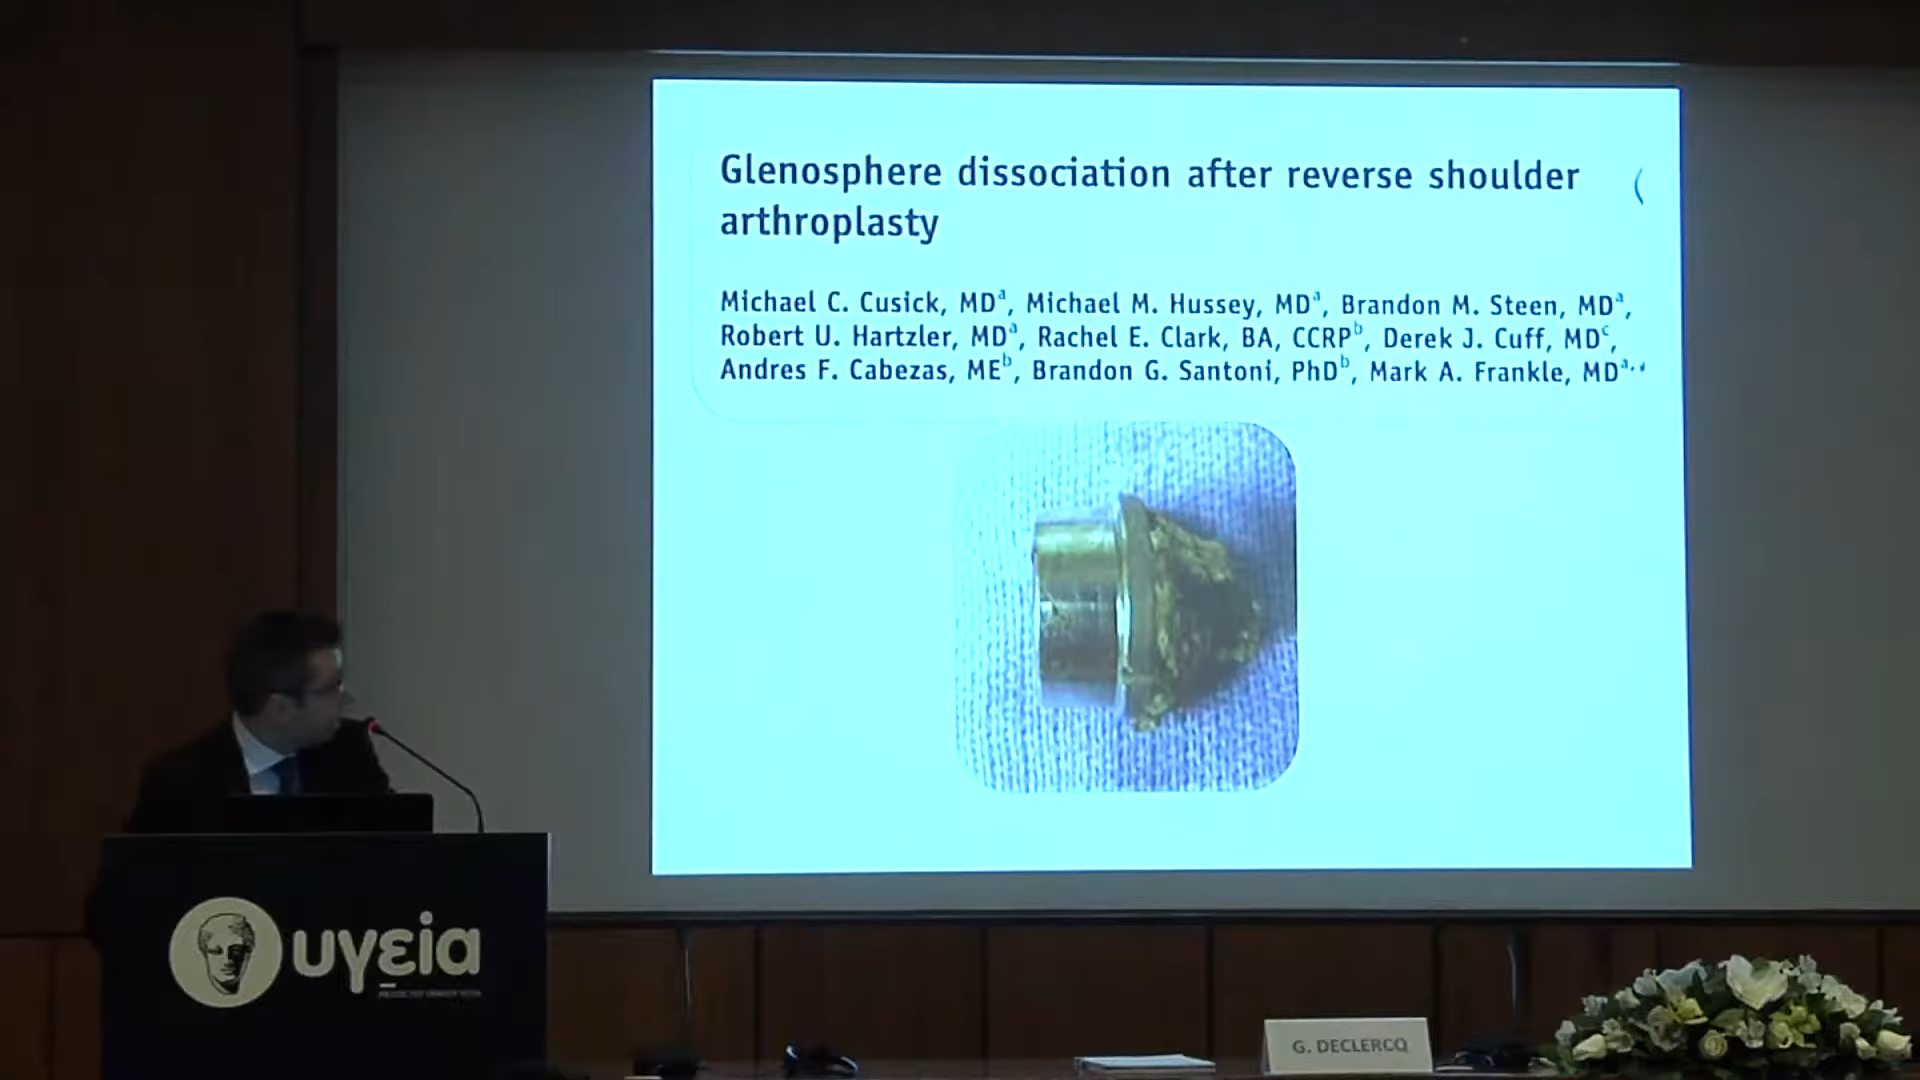 Glenosphere dissociation after reverse shoulder
arthroplasty
Michael C. Cusick, MDᵃ, Michael M. Hussey, MDᵃ, Brandon M. Steen, MDᵃ,
Robert U. Hartzler, MDᵃ, Rachel E. Clark, BA, CCRPᵇ, Derek J. Cuff, MDᶜ,
Andres F. Cabezas, MEᵇ, Brandon G. Santoni, PhDᵇ, Mark A. Frankle, MDᵃ,
υγεία
G. DECLERCQ